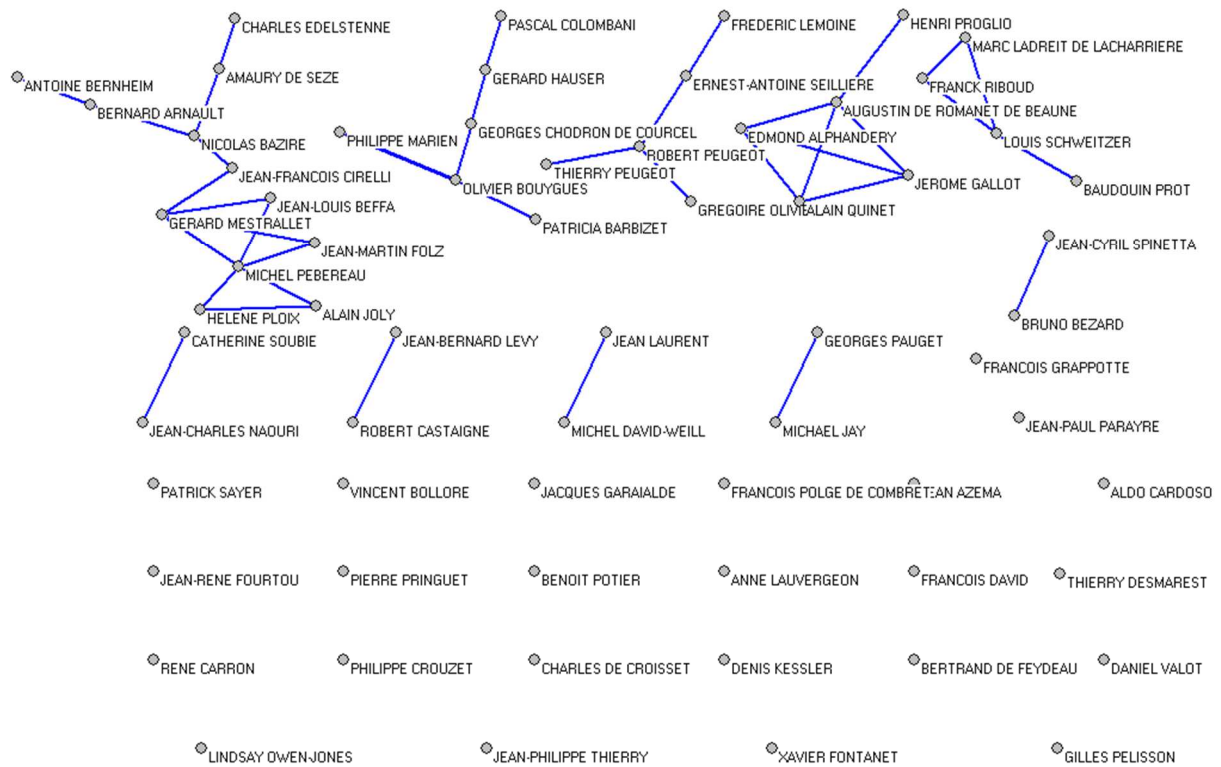 CHARLES EDELSTENNE
PASCAL COLOMBANI
FREDERIC LEMOINE
HENRI PROGLIO
MARC LADREIT DE LACHARRIERE
AMAURY DE SEZE
GERARD HAUSER
ANTOINE BERNHEIM
ERNEST-ANTOINE SEILLIERE
FRANCK RIBOUD
BERNARD ARNAULT
AUGUSTIN DE ROMANET DE BEAUNE
GEORGES CHODRON DE COURCEL
EDMOND ALPHANDERY
NICOLAS BAZIRE
PHILIPPE MARIEN
LOUIS SCHWEITZER
ROBERT PEUGEOT
THIERRY PEUGEOT
JEAN-FRANCOIS CIRELLI
JEROME GALLOT
OLIVIER BOUYGUES
BAUDOUIN PROT
JEAN-LOUIS BEFFA
GREGOIRE OLIVIE
ALAIN QUINET
GERARD MESTRALLET
PATRICIA BARBIZET
JEAN-CYRIL SPINETTA
JEAN-MARTIN FOLZ
MICHEL PEBEREAU
HELENE PLOIX
ALAIN JOLY
BRUNO BEZARD
CATHERINE SOUBIE
JEAN-BERNARD LEVY
JEAN LAURENT
GEORGES PAUGET
FRANCOIS GRAPPOTTE
JEAN-CHARLES NAOURI
ROBERT CASTAIGNE
MICHEL DAVID-WEILL
MICHAEL JAY
JEAN-PAUL PARAYRE
PATRICK SAYER
VINCENT BOLLORE
JACQUES GARAIALDE
FRANCOIS POLGE DE COMBRET
EAN AZEMA
ALDO CARDOSO
JEAN-RENE FOURTOU
PIERRE PRINGUET
BENOIT POTIER
ANNE LAUVERGEON
FRANCOIS DAVID
THIERRY DESMAREST
RENE CARRON
PHILIPPE CROUZET
CHARLES DE CROISSET
DENIS KESSLER
BERTRAND DE FEYDEAU
DANIEL VALOT
LINDSAY OWEN-JONES
JEAN-PHILIPPE THIERRY
XAVIER FONTANET
GILLES PELISSON